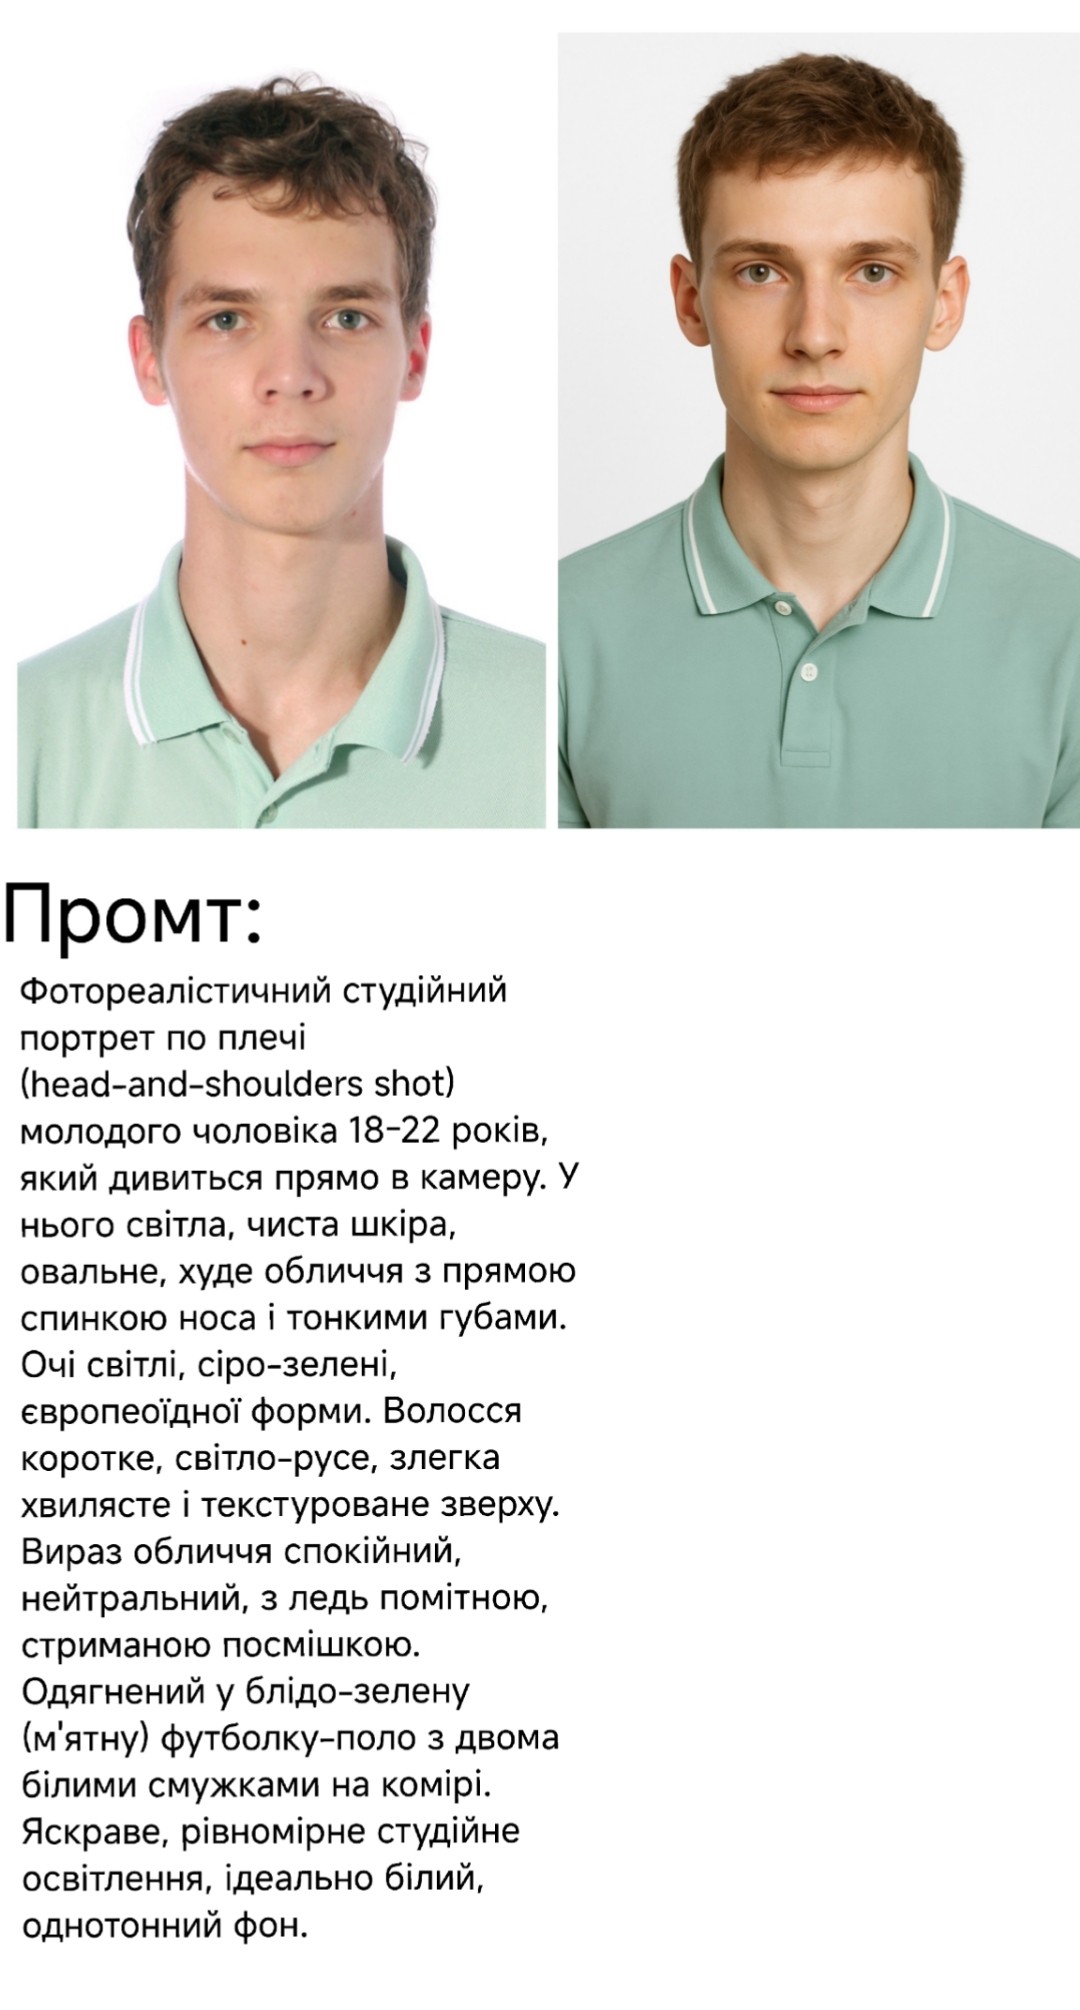 Промт:
Фотореалістичний студійний
портрет по плечі
(head-and-shoulders shot)
молодого чоловіка 18-22 років,
який дивиться прямо в камеру. У
нього світла, чиста шкіра,
овальне, худе обличчя з прямою
спинкою носа і тонкими губами.
Очі світлі, сіро-зелені,
європеоїдної форми. Волосся
коротке, світло-русе, злегка
хвилясте і текстуроване зверху.
Вираз обличчя спокійний,
нейтральний, з ледь помітною,
стриманою посмішкою.
Одягнений у блідо-зелену
(м'ятну) футболку-поло з двома
білими смужками на комірі.
Яскраве, рівномірне студійне
освітлення, ідеально білий,
однотонний фон.